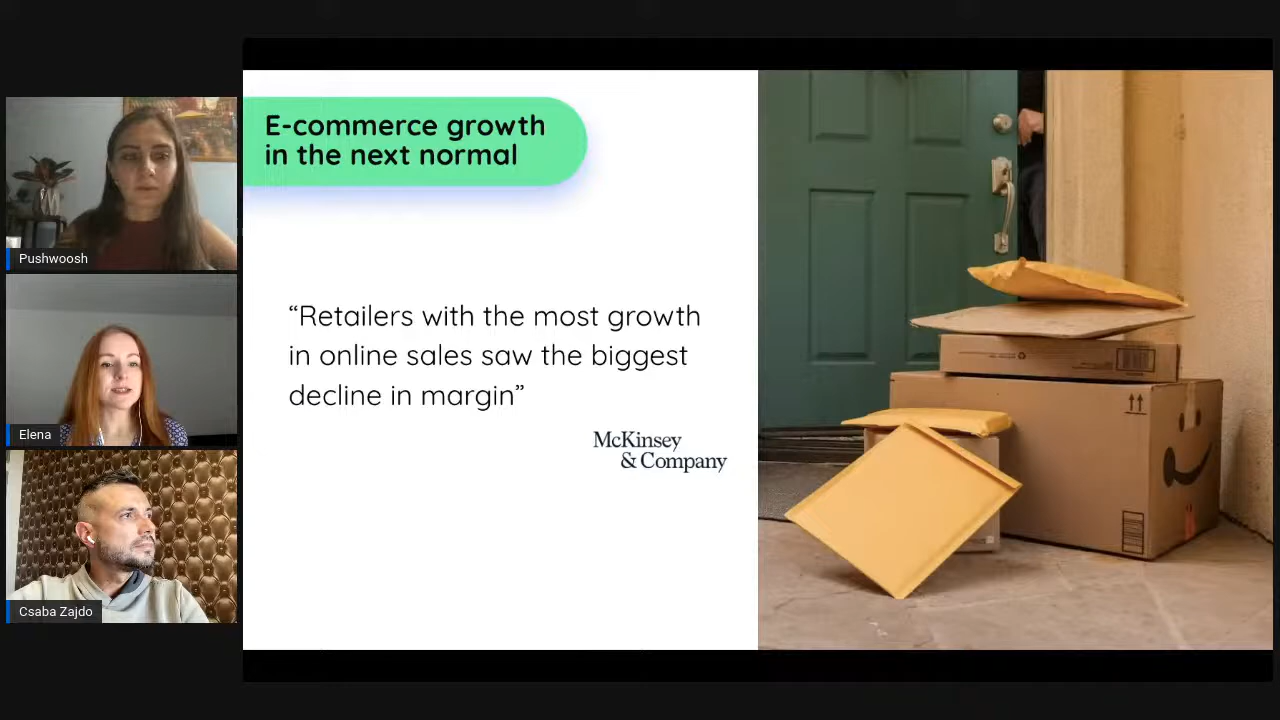 Pushwoosh
Elena
Csaba Zajdo
E-commerce growth
in the next normal
“Retailers with the most growth
in online sales saw the biggest
decline in margin”
McKinsey
& Company